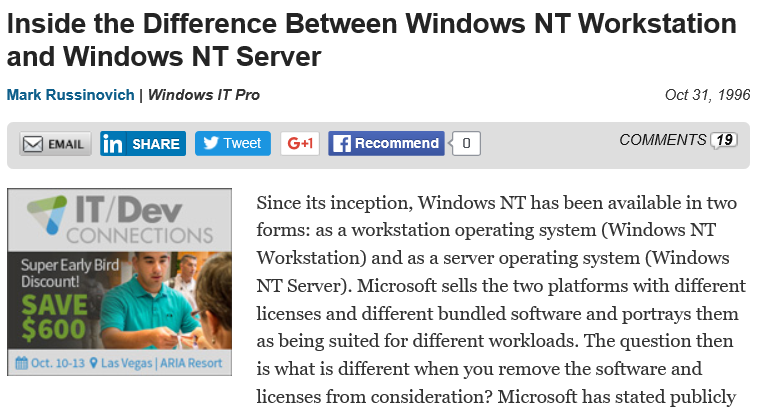 Inside the Difference Between Windows NT Workstation
and Windows NT Server
Mark Russinovich | Windows IT Pro
Oct 31, 1996
EMAIL
in SHARE
Tweet
G+1
f Recommend
0
COMMENTS 19
IT/Dev
CONNECTIONS
Super Early Bird
Discount!
SAVE
$600
Oct. 10-13 Las Vegas | ARIA Resort
Since its inception, Windows NT has been available in two
forms: as a workstation operating system (Windows NT
Workstation) and as a server operating system (Windows
NT Server). Microsoft sells the two platforms with different
licenses and different bundled software and portrays them
as being suited for different workloads. The question then
is what is different when you remove the software and
licenses from consideration? Microsoft has stated publicly